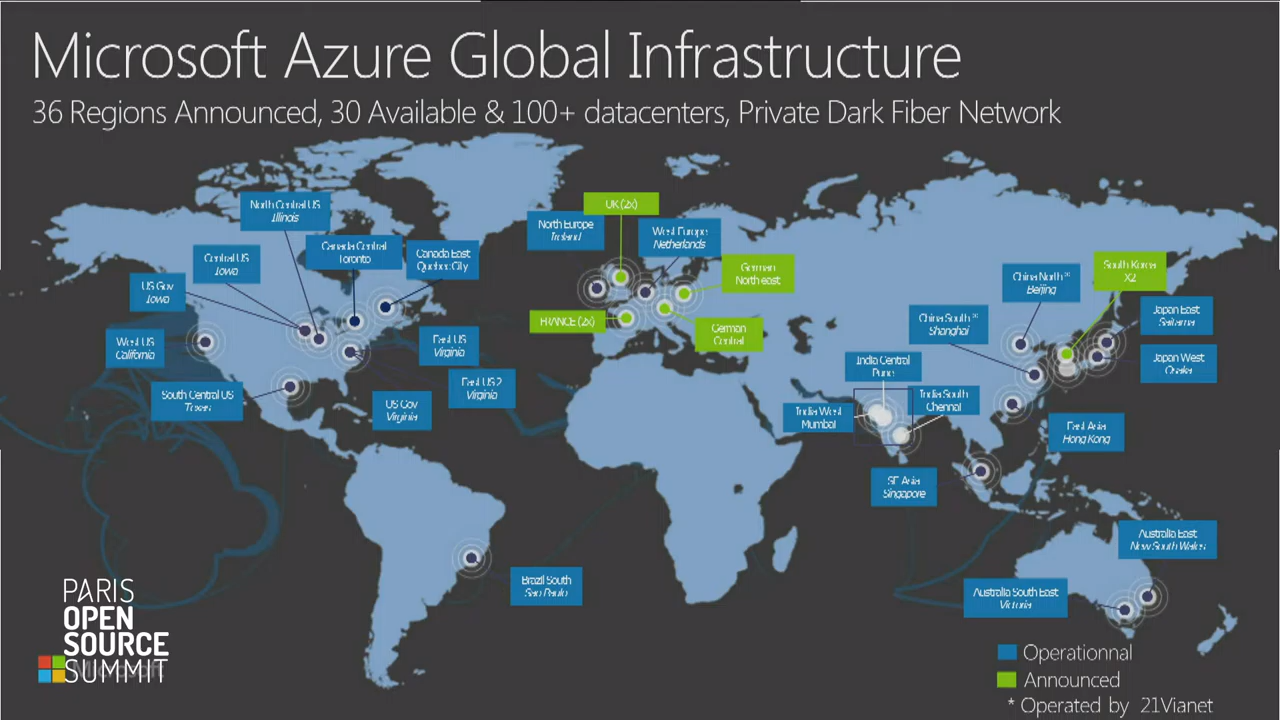 Microsoft Azure Global Infrastructure
36 Regions Announced, 30 Available & 100+ datacenters, Private Dark Fiber Network
North Central US
Illinois
Canada Central
Toronto
Canada East
Quebec City
Central US
Iowa
US Gov
Iowa
West US
California
South Central US
Texas
East US
Virginia
East US 2
Virginia
US Gov
Virginia
Brazil South
Sao Paulo
UK (2x)
North Europe
Ireland
West Europe
Netherlands
German
North east
FRANCE (2x)
German
Central
China North *
Beijing
South Korea
X2
China South *
Shanghai
Japan East
Saitama
Japan West
Osaka
India Central
Pune
India South
Chennai
India West
Mumbai
East Asia
Hong Kong
SE Asia
Singapore
Australia East
New South Wales
Australia South East
Victoria
PARIS
OPEN
SOURCE
SUMMIT
Operationnal
Announced
* Operated by 21Vianet